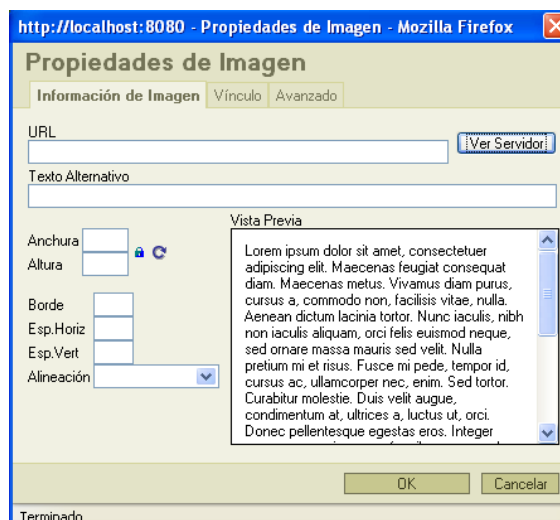 http://localhost:8080 - Propiedades de Imagen - Mozilla Firefox
Propiedades de Imagen
Información de Imagen Vínculo Avanzado
URL
Ver Servidor
Texto Alternativo
Vista Previa
Anchura
Altura
Borde
Esp.Horiz
Esp.Vert
Alineación
Lorem ipsum dolor sit amet, consectetuer
adipiscing elit. Maecenas feugiat consequat
diam. Maecenas metus. Vivamus diam purus,
cursus a, commodo non, facilisis vitae, nulla.
Aenean dictum lacinia tortor. Nunc iaculis, nibh
non iaculis aliquam, orci felis euismod neque,
sed ornare massa mauris sed velit. Nulla
pretium mi et risus. Fusce mi pede, tempor id,
cursus ac, ullamcorper nec, enim. Sed tortor.
Curabitur molestie. Duis velit augue,
condimentum at, ultrices a, luctus ut, orci.
Donec pellentesque egestas eros. Integer
OK Cancelar
Terminado